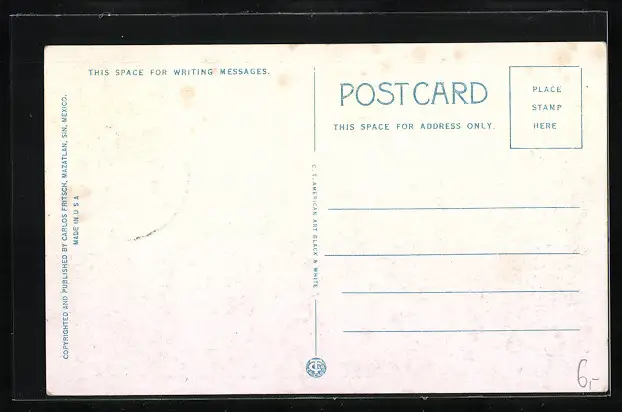 THIS SPACE FOR WRITING MESSAGES.
COPYRIGHTED AND PUBLISHED BY CARLOS FRITSCH, MAZATLAN, SIN, MEXICO.
MADE IN U S A
C. T. AMERICAN ART BLACK N WHITE
POSTCARD
THIS SPACE FOR ADDRESS ONLY.
PLACE
STAMP
HERE
6,-